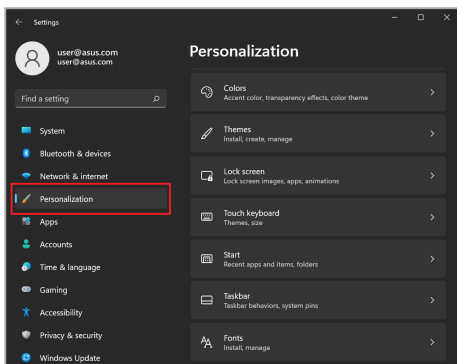 Settings
user@asus.com
user@asus.com
Find a setting
System
Bluetooth & devices
Network & internet
Personalization
Apps
Accounts
Time & language
Gaming
Accessibility
Privacy & security
Windows Update
Personalization
Colors
Accent color, transparency effects, color theme
Themes
Install, create, manage
Lock screen
Lock screen images, apps, animations
Touch keyboard
Themes, size
Start
Recent apps and items, folders
Taskbar
Taskbar behaviors, system pins
Fonts
Install, manage